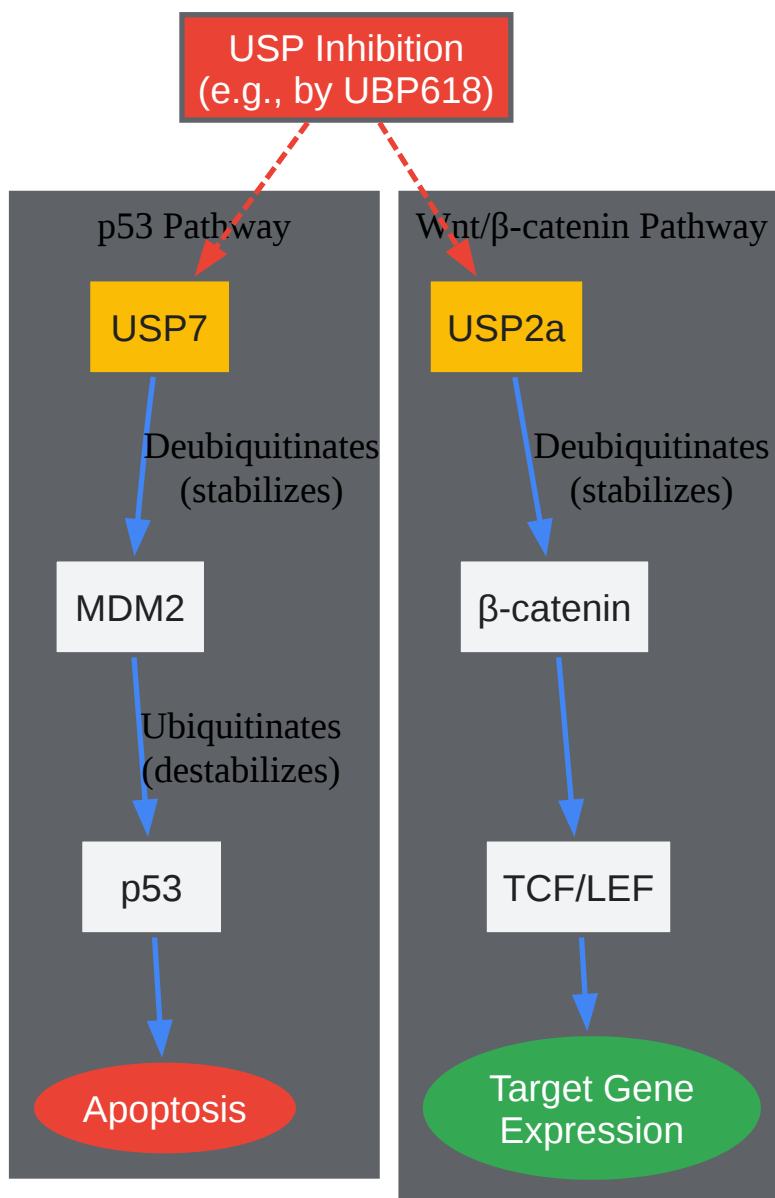 USP Inhibition
(e.g., by UBP618)
p53 Pathway
USP7
Deubiquitinates
(stabilizes)
MDM2
Ubiquitinates
(destabilizes)
p53
Apoptosis
Wnt/β-catenin Pathway
USP2a
Deubiquitinates
(stabilizes)
β-catenin
TCF/LEF
Target Gene
Expression